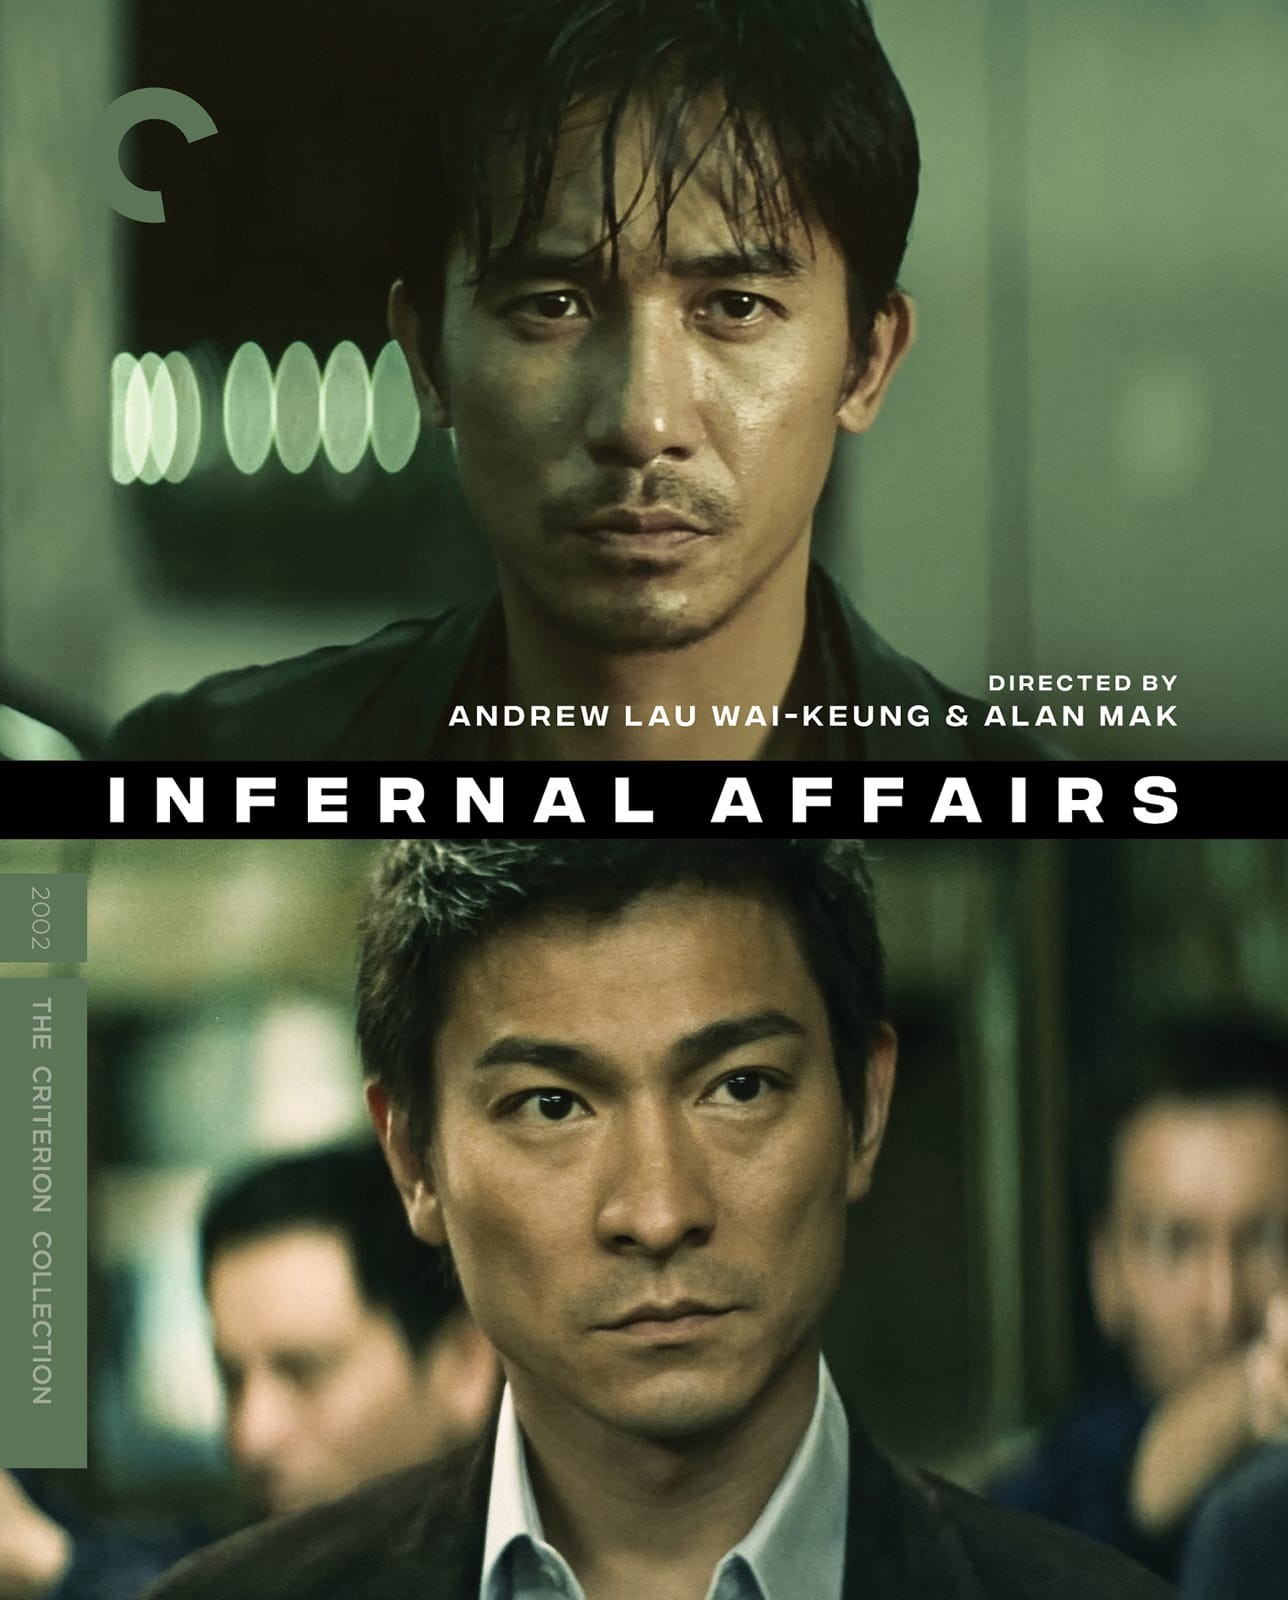 DIRECTED BY
ANDREW LAU WAI-KEUNG & ALAN MAK
INFERNAL AFFAIRS
2002
THE CRITERION COLLECTION